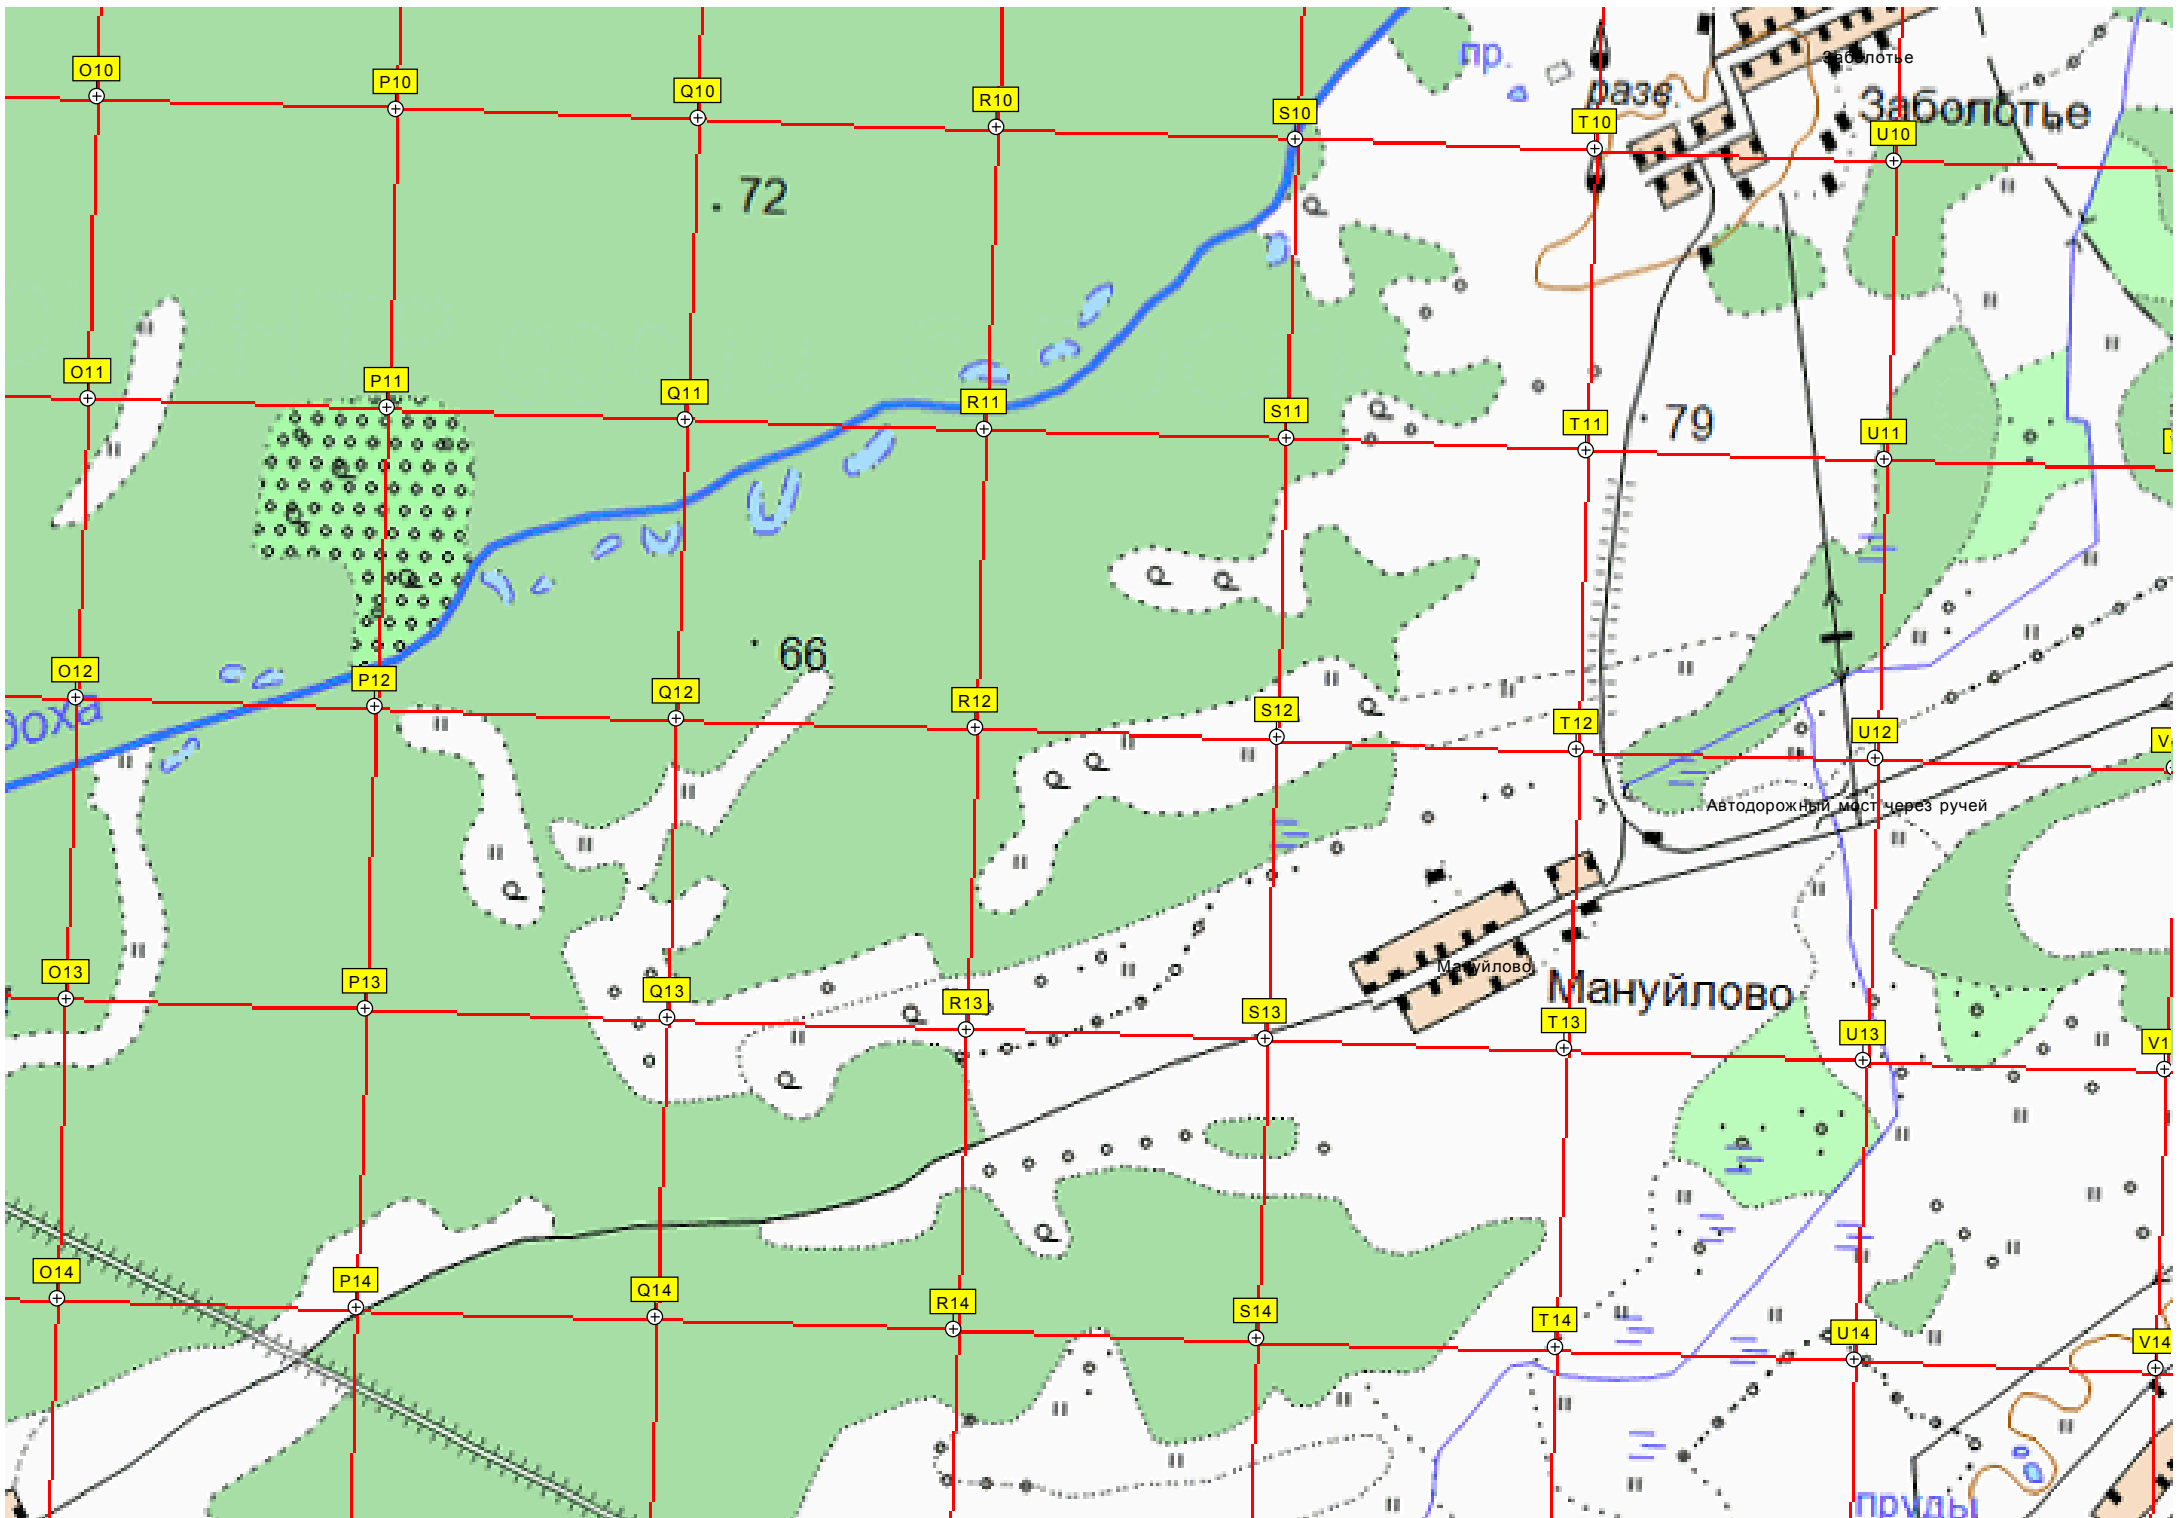 пр.
Заболотье
O10
P10
Q10
R10
S10
T10
разв.
Заболотье
U10
72
O11
P11
Q11
R11
S11
T11
79
U11
66
O12
P12
Q12
R12
S12
T12
U12
Автодорожный мост через ручей
O13
P13
Q13
R13
S13
Мануйлово
Мануйлово
T13
U13
O14
P14
Q14
R14
S14
T14
U14
V14
пруды